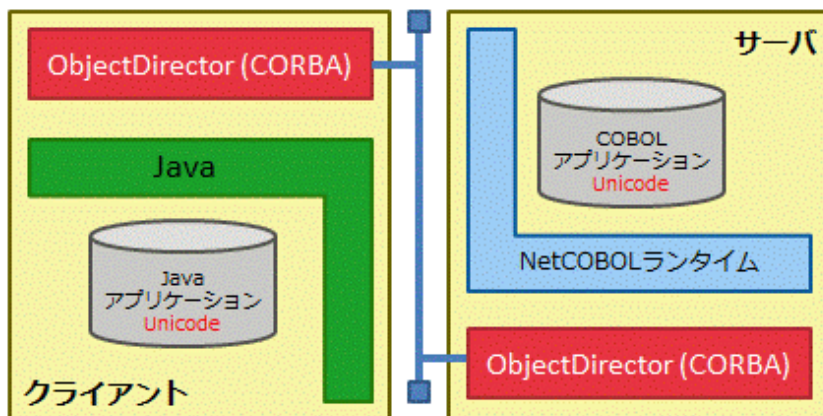 ObjectDirector (CORBA)
Java
Java
アプリケーション
Unicode
クライアント
サーバ
COBOL
アプリケーション
Unicode
NetCOBOLランタイム
ObjectDirector (CORBA)